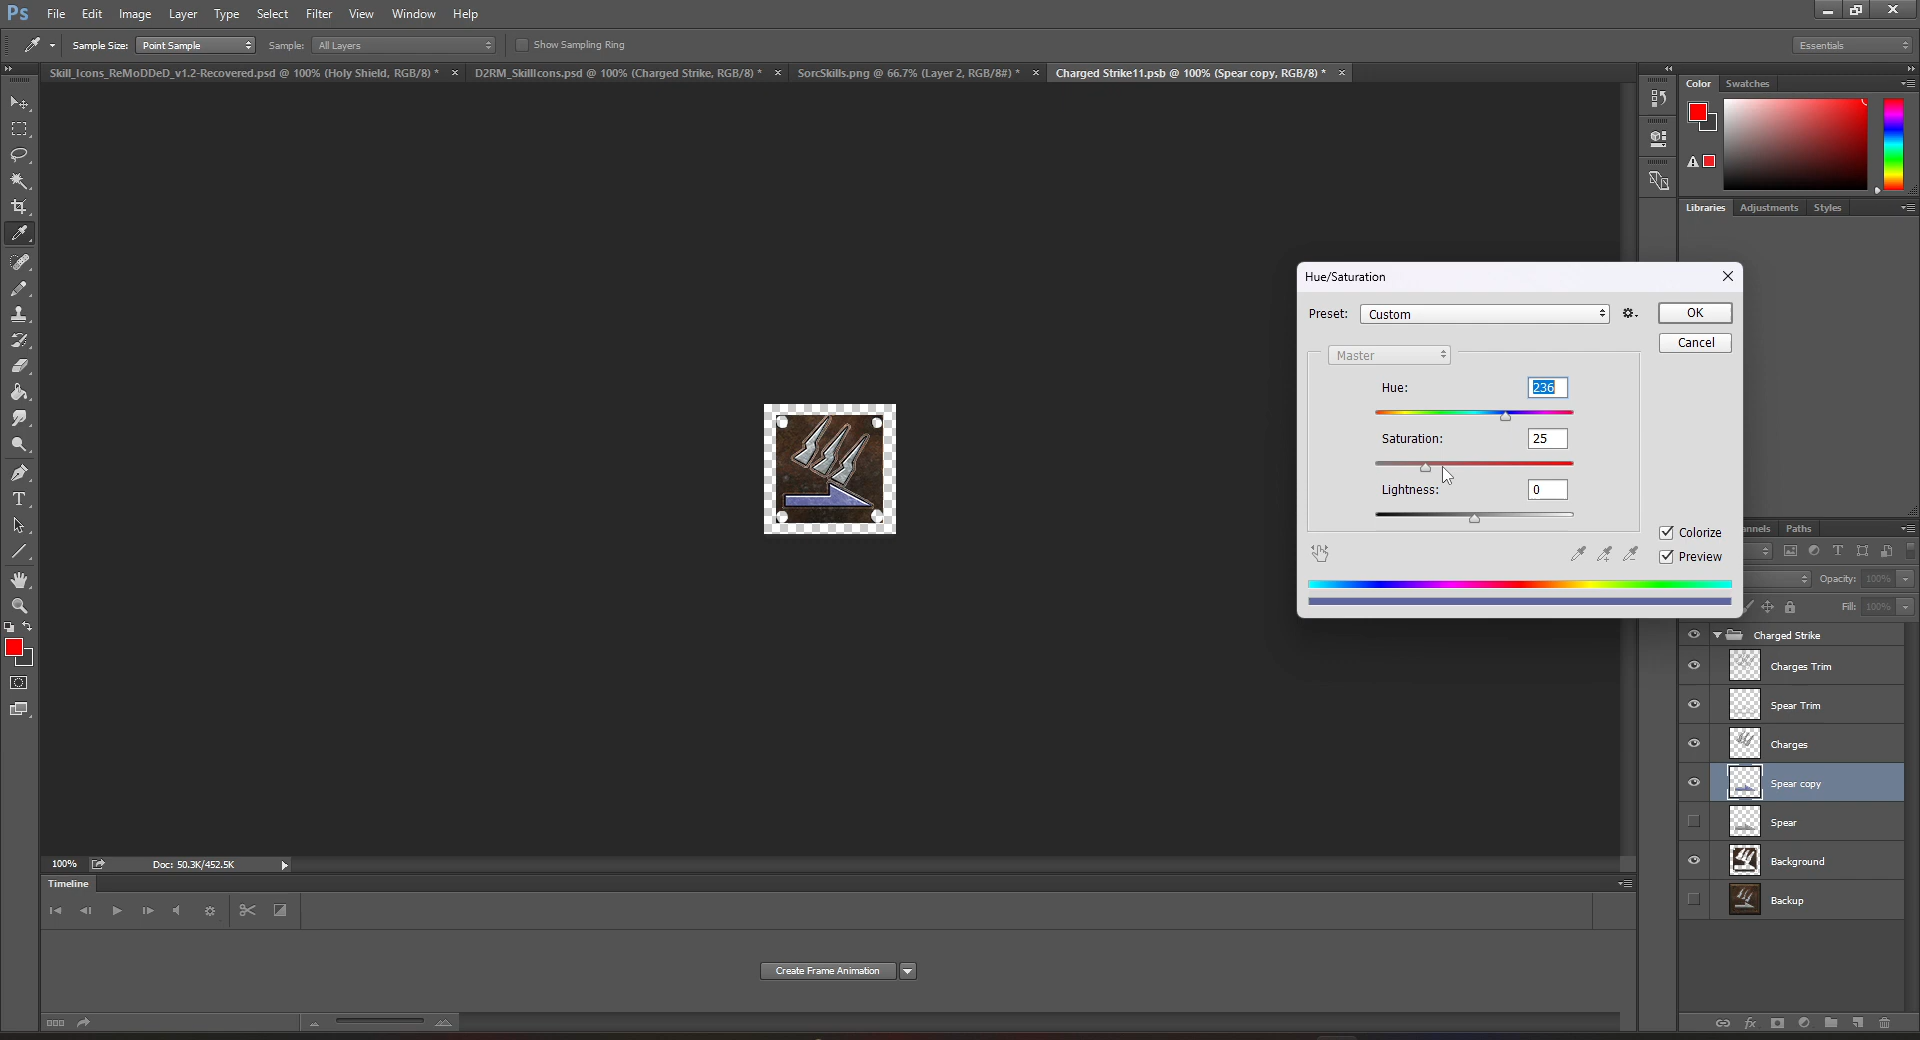 Ps File Edit Image Layer Type Select Filter View Window Help
Sample Size: Point Sample Sample: All Layers Show Sampling Ring Essentials
Skill_Icons_ReMoDDeD_v1.2-Recovered.psd @ 100% (Holy Shield, RGB/8) * × D2RM_SkillIcons.psd @ 100% (Charged Strike, RGB/8) * × SorcSkills.png @ 66.7% (Layer 2, RGB/8#) * × Charged Strike11.psb @ 100% (Spear copy, RGB/8) * ×
Color Swatches
Libraries Adjustments Styles
Hue/Saturation
Preset: Custom OK
Cancel
Master
Hue: 236
Saturation: 25
Lightness: 0
Colorize
Preview
Paths
Opacity: 100%
Fill: 100%
Charged Strike
Charges Trim
Spear Trim
Charges
Spear copy
Spear
Background
Backup
100% Doc: 50.3K/452.5K
Timeline
Create Frame Animation